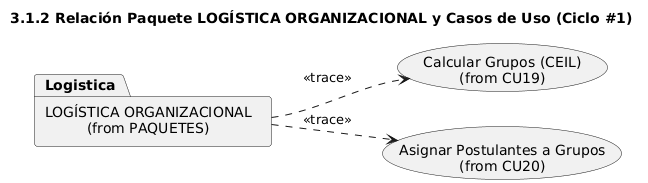 3.1.2 Relación Paquete LOGÍSTICA ORGANIZACIONAL y Casos de Uso (Ciclo #1)
Logistica
LOGÍSTICA ORGANIZACIONAL
(from PAQUETES)
«trace»
Calcular Grupos (CEIL)
(from CU19)
«trace»
Asignar Postulantes a Grupos
(from CU20)